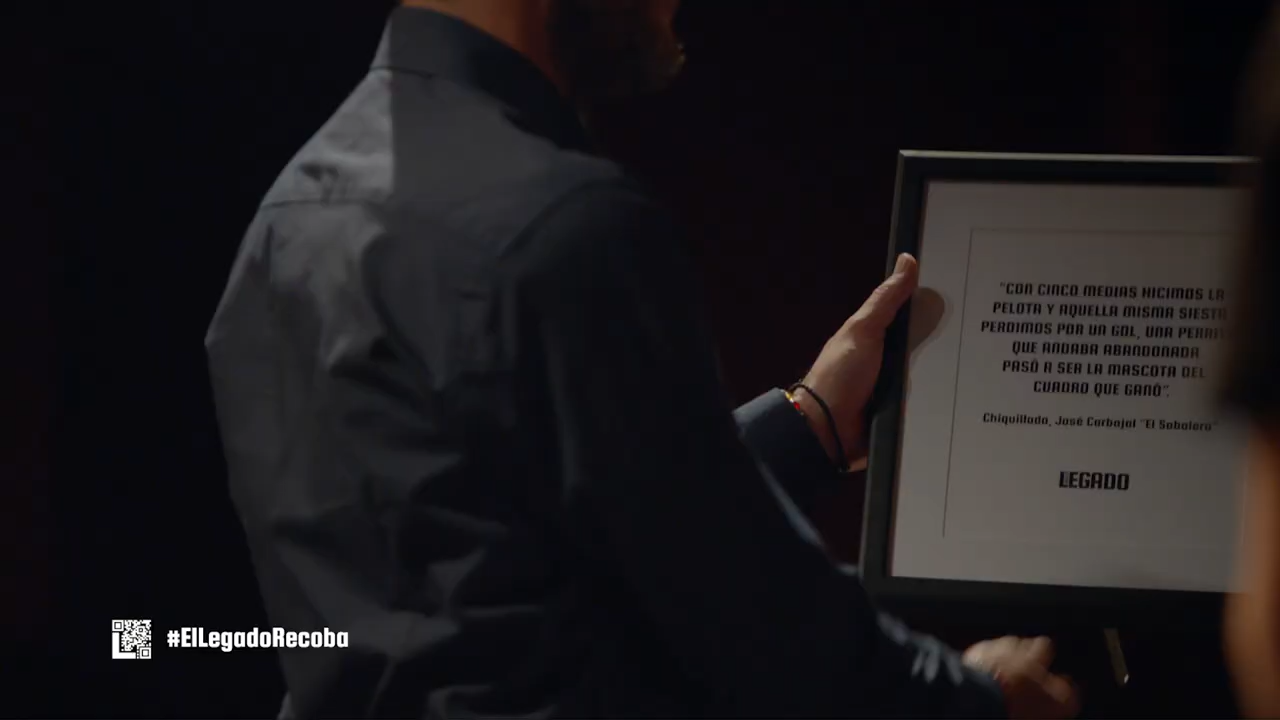 "CON CINCO MEDIAS HICIMOS LA
PELOTA Y AQUELLA MISMA SIESTA
PERDIMOS POR UN GOL, UNA
QUE ANDABA ABANDONADA
PASÓ A SER LA MASCOTA DEL
CUADRO QUE GANÓ".
Chiquillada, José Carbajal "El Sabalero"
LEGADO
#ElLegadoRecoba